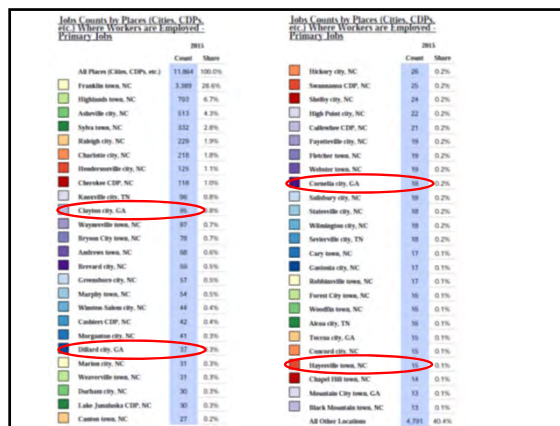 Jobs Counts by Places (Cities, CDPs,
etc.) Where Workers are Employed -
Primary Jobs
2015
Count Share
All Places (Cities, CDPs, etc.) 11,864 100.0%
Franklin town, NC 3,389 28.6%
Highlands town, NC 793 6.7%
Asheville city, NC 513 4.3%
Sylva town, NC 332 2.8%
Raleigh city, NC 229 1.9%
Charlotte city, NC 218 1.8%
Hendersonville city, NC 125 1.1%
Cherokee CDP, NC 118 1.0%
Knoxville city, TN 96 0.8%
Clayton city, GA 95 0.8%
Waynesville town, NC 87 0.7%
Bryson City town, NC 78 0.7%
Andrews town, NC 68 0.6%
Brevard city, NC 59 0.5%
Greensboro city, NC 57 0.5%
Murphy town, NC 54 0.5%
Winston-Salem city, NC 44 0.4%
Cashiers CDP, NC 42 0.4%
Morganton city, NC 41 0.3%
Dillard city, GA 37 0.3%
Marion city, NC 31 0.3%
Weaverville town, NC 31 0.3%
Durham city, NC 30 0.3%
Lake Junaluska CDP, NC 30 0.3%
Canton town, NC 27 0.2%
Jobs Counts by Places (Cities, CDPs,
etc.) Where Workers are Employed -
Primary Jobs
2015
Count Share
Hickory city, NC 26 0.2%
Swannanoa CDP, NC 25 0.2%
Shelby city, NC 24 0.2%
High Point city, NC 22 0.2%
Cullowhee CDP, NC 21 0.2%
Fayetteville city, NC 19 0.2%
Fletcher town, NC 19 0.2%
Webster town, NC 19 0.2%
Cornelia city, GA 18 0.2%
Salisbury city, NC 18 0.2%
Statesville city, NC 18 0.2%
Wilmington city, NC 18 0.2%
Sevierville city, TN 18 0.2%
Cary town, NC 17 0.1%
Gastonia city, NC 17 0.1%
Robbinsville town, NC 17 0.1%
Forest City town, NC 16 0.1%
Woodfin town, NC 16 0.1%
Alcoa city, TN 16 0.1%
Toccoa city, GA 15 0.1%
Concord city, NC 15 0.1%
Hayesville town, NC 15 0.1%
Chapel Hill town, NC 14 0.1%
Mountain City town, GA 13 0.1%
Black Mountain town, NC 13 0.1%
All Other Locations 4,791 40.4%